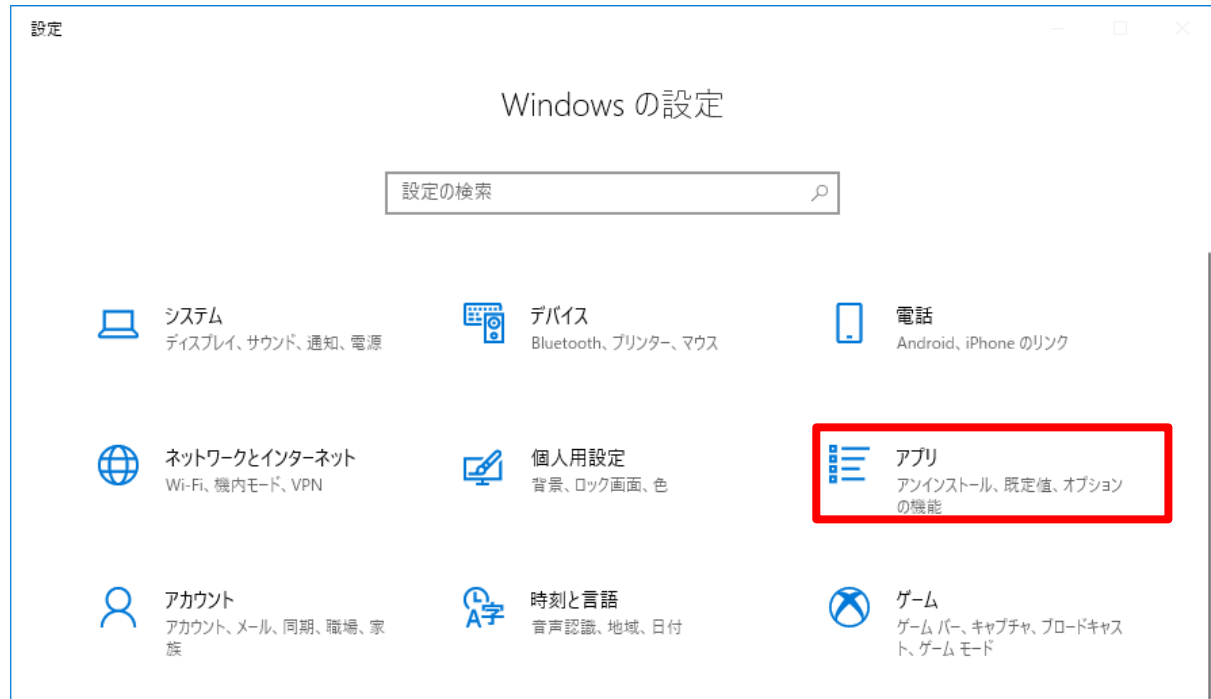 設定
Windows の設定
設定の検索
システム
ディスプレイ、サウンド、通知、電源
デバイス
Bluetooth、プリンター、マウス
電話
Android、iPhone のリンク
ネットワークとインターネット
Wi-Fi、機内モード、VPN
個人用設定
背景、ロック画面、色
アプリ
アンインストール、既定値、オプション
の機能
アカウント
アカウント、メール、同期、職場、家
族
時刻と言語
音声認識、地域、日付
ゲーム
ゲーム バー、キャプチャ、ブロードキャス
ト、ゲーム モード